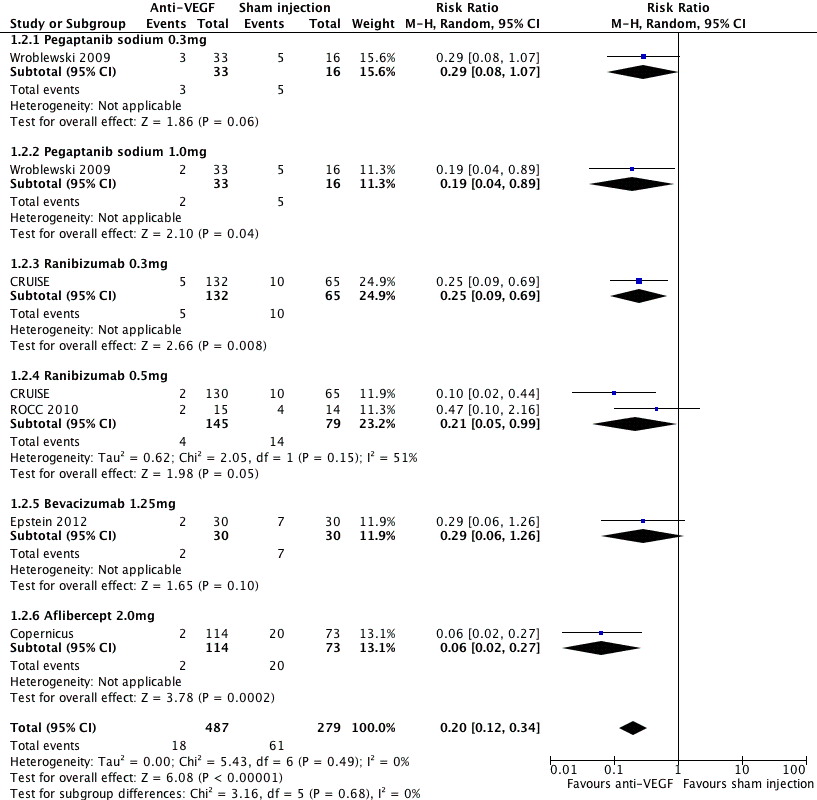 Anti-VEGF Sham injection Risk Ratio Risk Ratio
Study or Subgroup Events Total Events Total Weight M-H, Random, 95% CI M-H, Random, 95% CI
1.2.1 Pegaptanib sodium 0.3mg
Wroblewski 2009 3 33 5 16 15.6% 0.29 [0.08, 1.07]
Subtotal (95% CI) 33 16 15.6% 0.29 [0.08, 1.07]
Total events 3 5
Heterogeneity: Not applicable
Test for overall effect: Z = 1.86 (P = 0.06)
1.2.2 Pegaptanib sodium 1.0mg
Wroblewski 2009 2 33 5 16 11.3% 0.19 [0.04, 0.89]
Subtotal (95% CI) 33 16 11.3% 0.19 [0.04, 0.89]
Total events 2 5
Heterogeneity: Not applicable
Test for overall effect: Z = 2.10 (P = 0.04)
1.2.3 Ranibizumab 0.3mg
CRUISE 5 132 10 65 24.9% 0.25 [0.09, 0.69]
Subtotal (95% CI) 132 65 24.9% 0.25 [0.09, 0.69]
Total events 5 10
Heterogeneity: Not applicable
Test for overall effect: Z = 2.66 (P = 0.008)
1.2.4 Ranibizumab 0.5mg
CRUISE 2 130 10 65 11.9% 0.10 [0.02, 0.44]
ROCC 2010 2 15 4 14 11.3% 0.47 [0.10, 2.16]
Subtotal (95% CI) 145 79 23.2% 0.21 [0.05, 0.99]
Total events 4 14
Heterogeneity: Tau² = 0.62; Chi² = 2.05, df = 1 (P = 0.15); I² = 51%
Test for overall effect: Z = 1.98 (P = 0.05)
1.2.5 Bevacizumab 1.25mg
Epstein 2012 2 30 7 30 11.9% 0.29 [0.06, 1.26]
Subtotal (95% CI) 30 30 11.9% 0.29 [0.06, 1.26]
Total events 2 7
Heterogeneity: Not applicable
Test for overall effect: Z = 1.65 (P = 0.10)
1.2.6 Aflibercept 2.0mg
Copernicus 2 114 20 73 13.1% 0.06 [0.02, 0.27]
Subtotal (95% CI) 114 73 13.1% 0.06 [0.02, 0.27]
Total events 2 20
Heterogeneity: Not applicable
Test for overall effect: Z = 3.78 (P = 0.0002)
Total (95% CI) 487 279 100.0% 0.20 [0.12, 0.34]
Total events 18 61
Heterogeneity: Tau² = 0.00; Chi² = 5.43, df = 6 (P = 0.49); I² = 0%
Test for overall effect: Z = 6.08 (P < 0.00001)
Test for subgroup differences: Chi² = 3.16, df = 5 (P = 0.68), I² = 0%
0.01 0.1 1 10 100
Favours anti-VEGF Favours sham injection